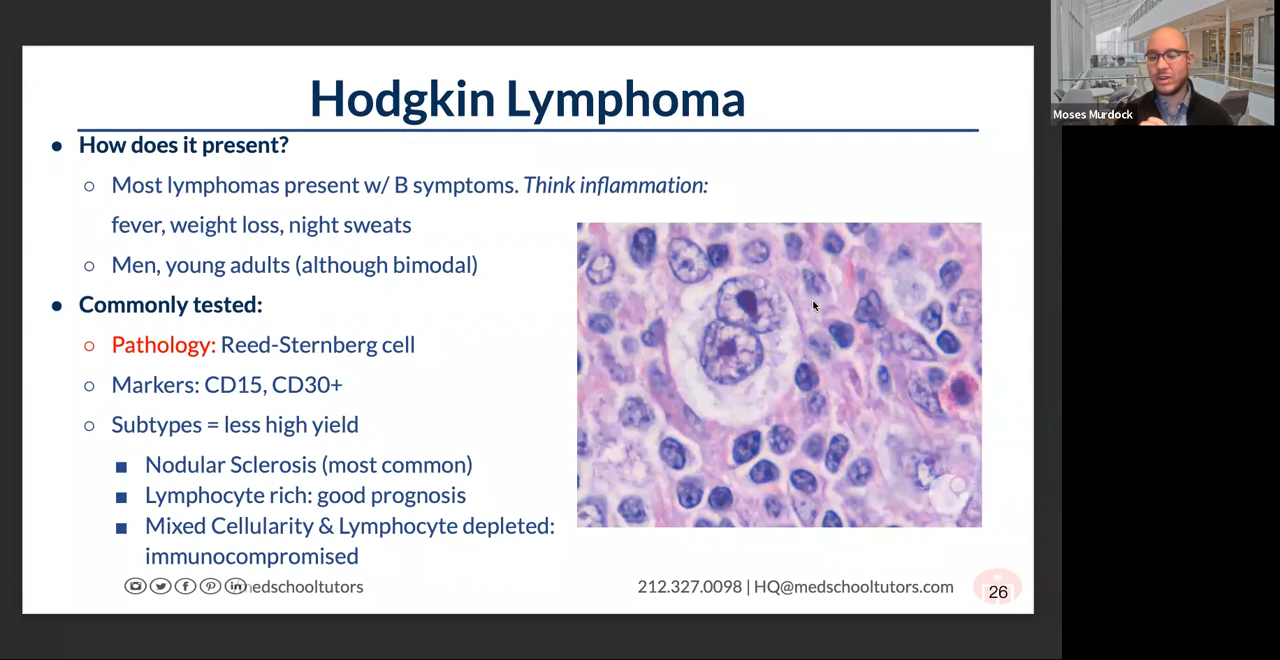 Hodgkin Lymphoma
● How does it present?
○ Most lymphomas present w/ B symptoms. Think inflammation:
fever, weight loss, night sweats
○ Men, young adults (although bimodal)
● Commonly tested:
○ Pathology: Reed-Sternberg cell
○ Markers: CD15, CD30+
○ Subtypes = less high yield
■ Nodular Sclerosis (most common)
■ Lymphocyte rich: good prognosis
■ Mixed Cellularity & Lymphocyte depleted:
immunocompromised
medschooltutors
212.327.0098 | HQ@medschooltutors.com
26
Moses Murdock